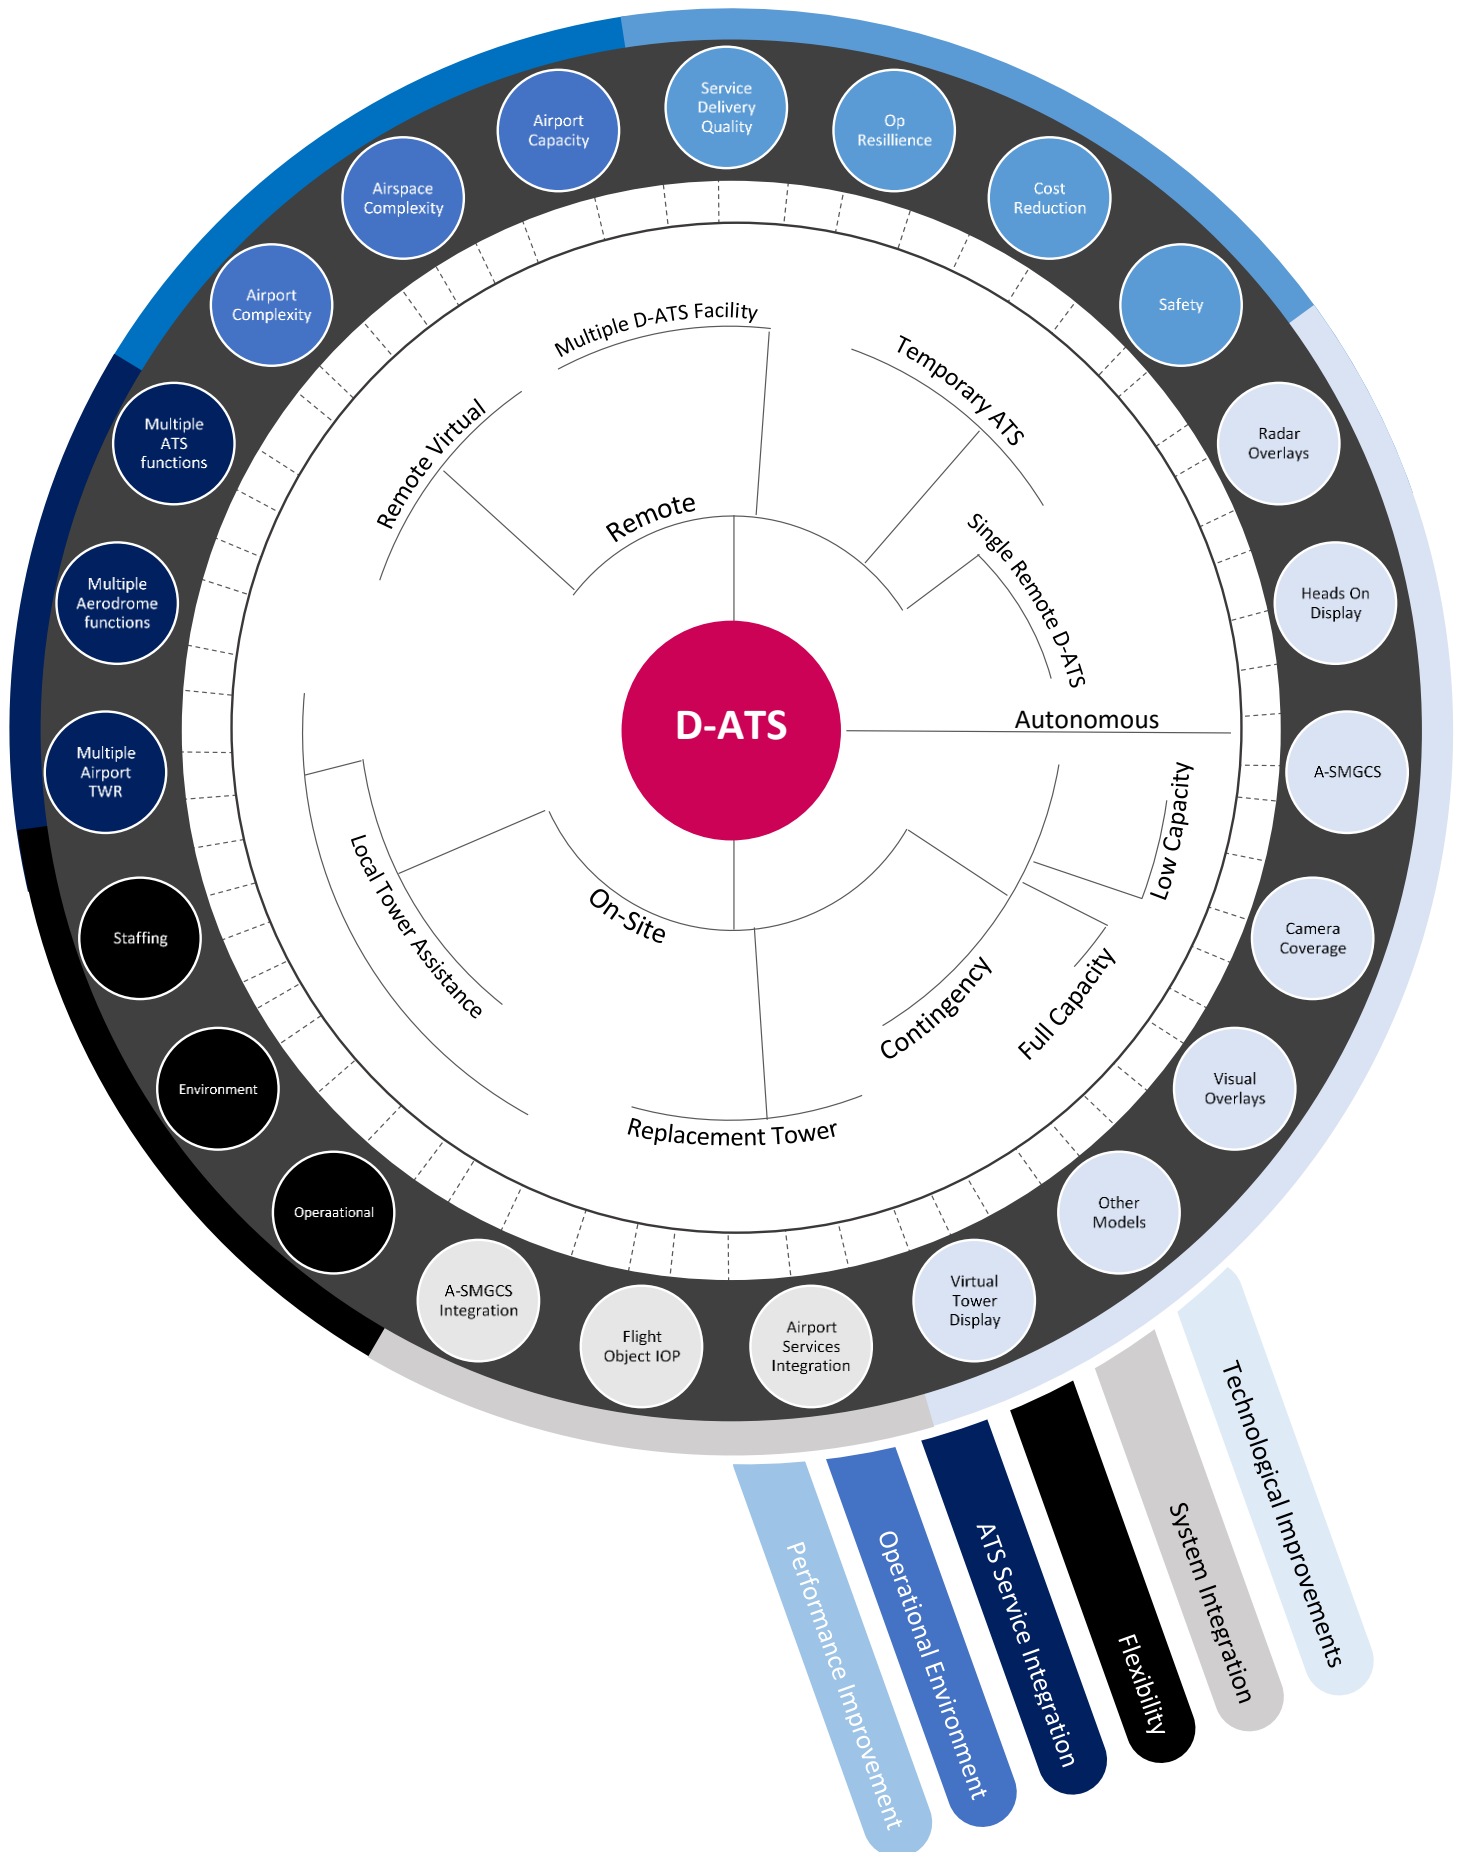 Service
Delivery
Quality
Op
Resillience
Cost
Reduction
Safety
Radar
Overlays
Heads On
Display
A-SMGCS
Camera
Coverage
Visual
Overlays
Other
Models
Virtual
Tower
Display
Airport
Services
Integration
Flight
Object IOP
A-SMGCS
Integration
Operaational
Environment
Staffing
Multiple
Airport
TWR
Multiple
Aerodrome
functions
Multiple
ATS
functions
Airport
Complexity
Airspace
Complexity
Airport
Capacity
Multiple D-ATS Facility
Temporary ATS
Remote Virtual
Remote
Single Remote D-ATS
D-ATS
Autonomous
Low Capacity
Full Capacity
Contingency
On-Site
Local Tower Assistance
Replacement Tower
Performance Improvement
Operational Environment
ATS Service Integration
Flexibility
System Integration
Technological Improvements